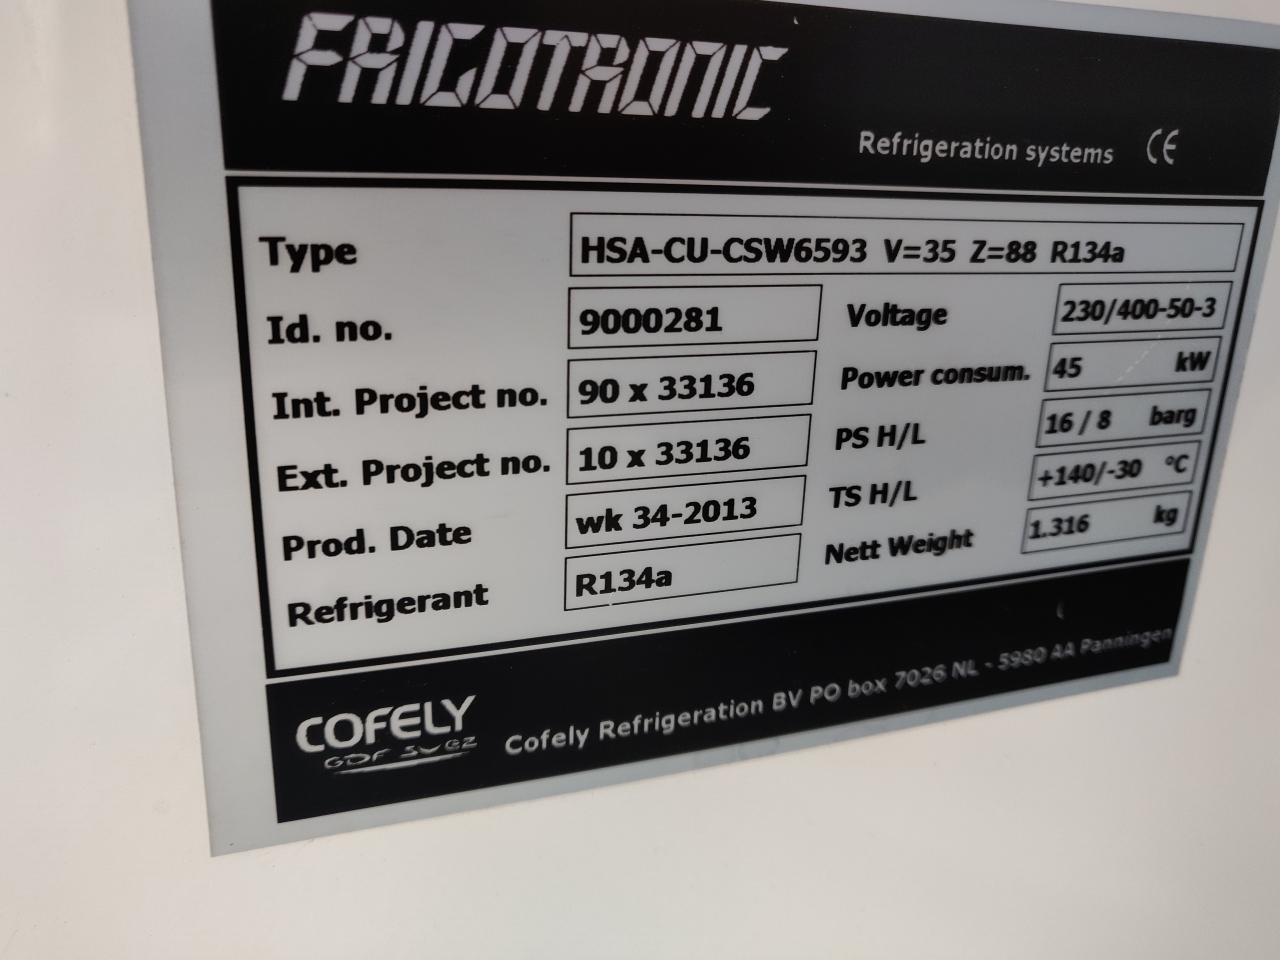 FRIGOTRONIC
Refrigeration systems CE
Type HSA-CU-CSW6593 V=35 Z=88 R134a
Id. no. 9000281 Voltage 230/400-50-3
Int. Project no. 90 x 33136 Power consum. 45 kW
Ext. Project no. 10 x 33136 PS H/L 16 / 8 barg
Prod. Date wk 34-2013 TS H/L +140/-30 °C
Refrigerant R134a Nett Weight 1.316 kg
COFELY
GDF SUEZ
Cofely Refrigeration BV PO box 7026 NL - 5980 AA Panningen